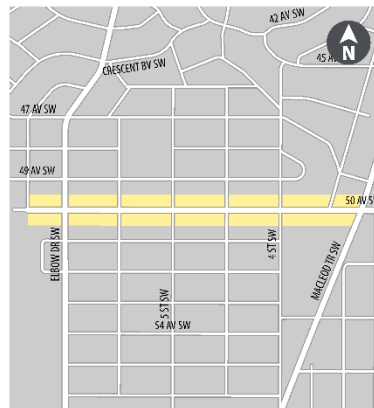 42 AV SW
45 AV
N
CRESCENT BV SW
47 AV SW
49 AV SW
50 AV S
ELBOW DR SW
4 ST SW
MACLEOD TR SW
5 ST SW
54 AV SW